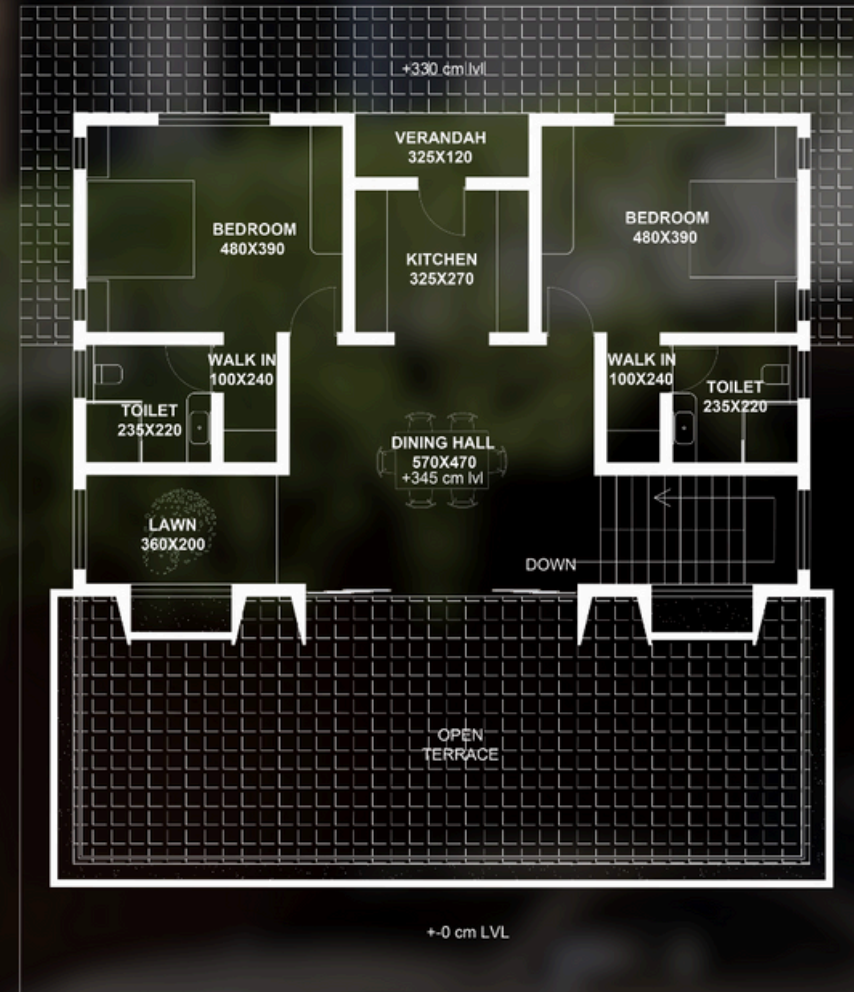 +330 cm lvl
VERANDAH
325X120
BEDROOM
480X390
KITCHEN
325X270
BEDROOM
480X390
WALK IN
100X240
TOILET
235X220
DINING HALL
570X470
+345 cm lvl
WALK IN
100X240
TOILET
235X220
LAWN
360X200
DOWN
OPEN
TERRACE
+-0 cm LVL